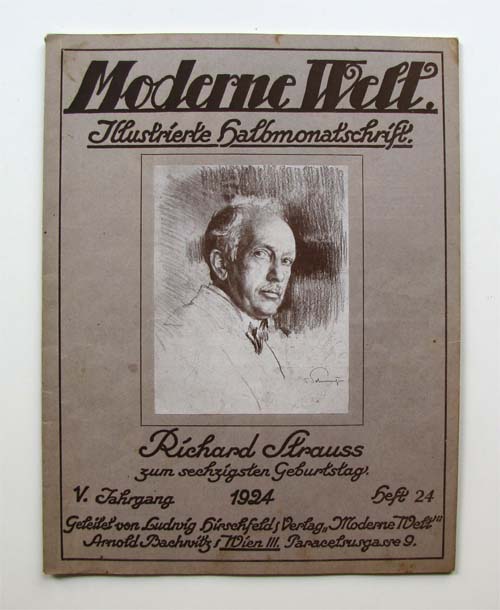 Moderne Welt.
Illustrierte Halbmonatschrift.
Richard Strauss
zum sechzigsten Geburtstag.
V. Jahrgang 1924 Heft 24
Geleitet von Ludwig Hirschfeld; Verlag „Moderne Welt"
Arnold Bachwitz; Wien III. Paracelsusgasse 9.